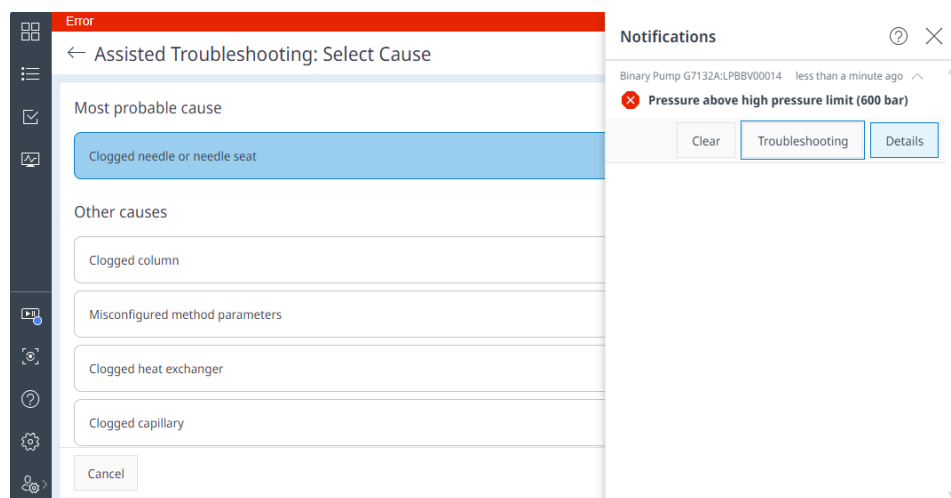 Error
← Assisted Troubleshooting: Select Cause
Most probable cause
Clogged needle or needle seat
Other causes
Clogged column
Misconfigured method parameters
Clogged heat exchanger
Clogged capillary
Cancel
Notifications
Binary Pump G7132A:LPBBV00014 less than a minute ago
Pressure above high pressure limit (600 bar)
Clear Troubleshooting Details